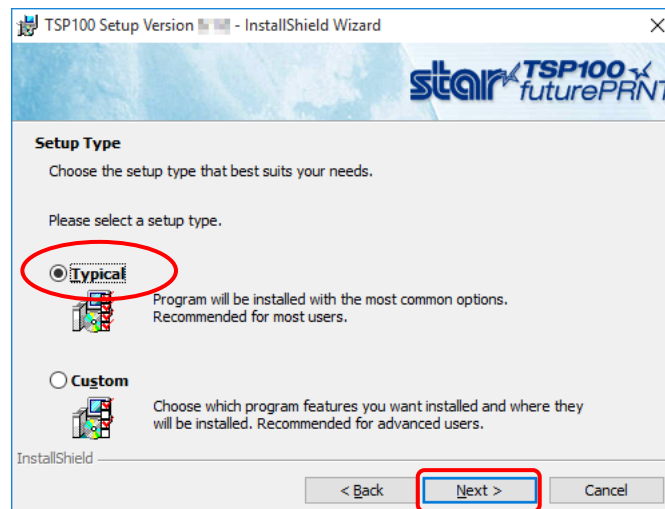 TSP100 Setup Version - InstallShield Wizard
star TSP100
futurePRNT
Setup Type
Choose the setup type that best suits your needs.
Please select a setup type.
Typical
Program will be installed with the most common options.
Recommended for most users.
Custom
Choose which program features you want installed and where they
will be installed. Recommended for advanced users.
InstallShield
< Back
Next >
Cancel